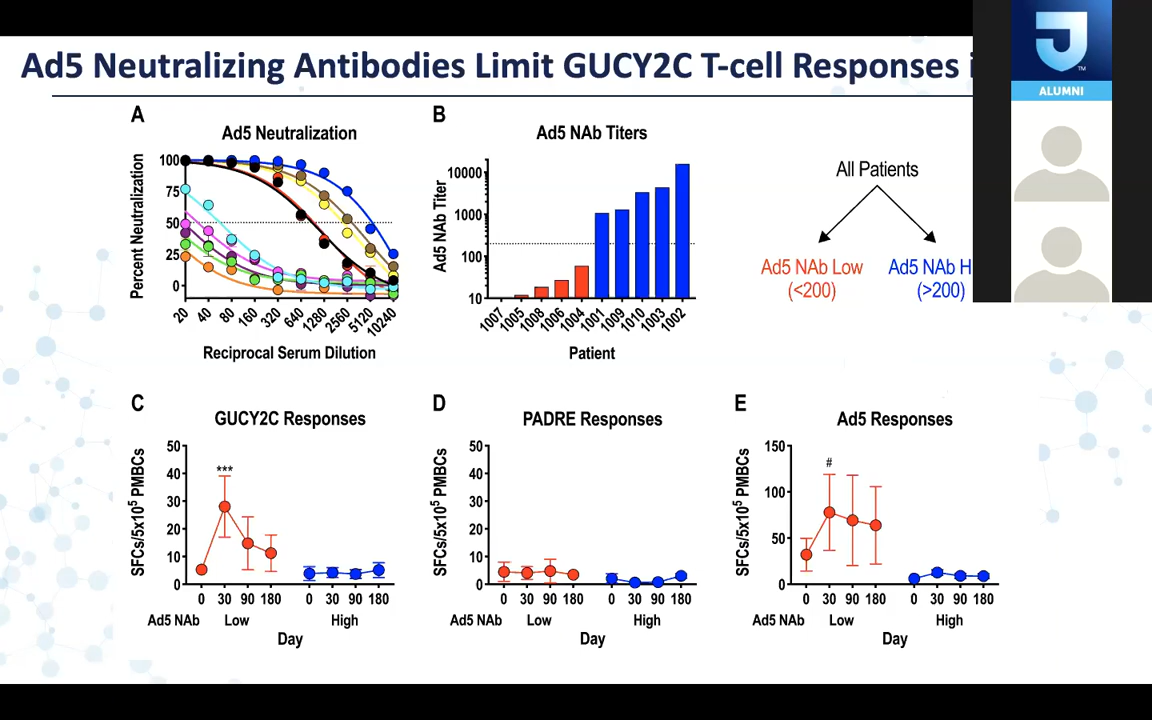 Ad5 Neutralizing Antibodies Limit GUCY2C T-cell Responses
ALUMNI
TM
A
Ad5 Neutralization
Percent Neutralization
100
75
50
25
0
20
40
80
160
320
640
1280
2560
5120
10240
Reciprocal Serum Dilution
B
Ad5 NAb Titers
Ad5 NAb Titer
10000
1000
100
10
1007
1005
1008
1006
1004
1001
1009
1010
1003
1002
Patient
All Patients
Ad5 NAb Low
(<200)
Ad5 NAb H
(>200)
C
GUCY2C Responses
SFCs/5x10⁵ PMBCs
50
40
30
20
10
0
***
0 30 90 180 0 30 90 180
Ad5 NAb Low High
Day
D
PADRE Responses
SFCs/5x10⁵ PMBCs
50
40
30
20
10
0
0 30 90 180 0 30 90 180
Ad5 NAb Low High
Day
E
Ad5 Responses
SFCs/5x10⁵ PMBCs
150
100
50
0
#
0 30 90 180 0 30 90 180
Ad5 NAb Low High
Day